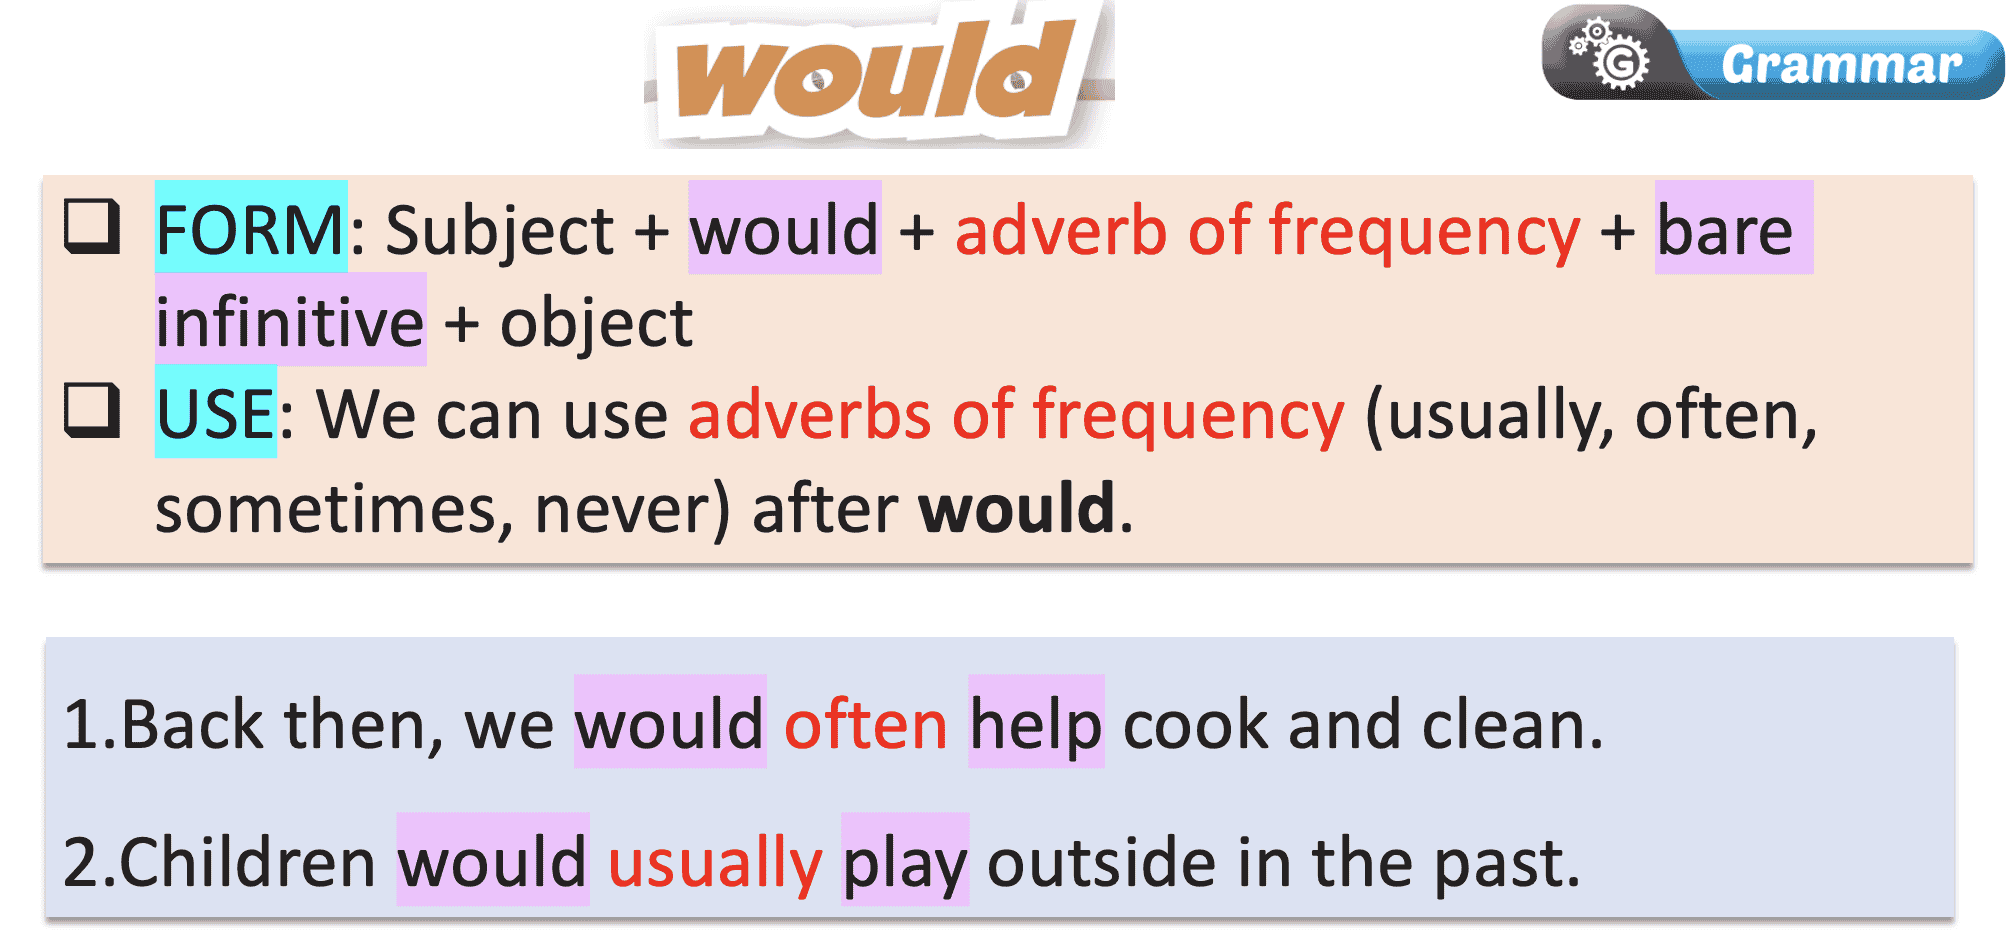 would
Grammar
G
❑ FORM: Subject + would + adverb of frequency + bare
infinitive + object
❑ USE: We can use adverbs of frequency (usually, often,
sometimes, never) after would.
1.Back then, we would often help cook and clean.
2.Children would usually play outside in the past.